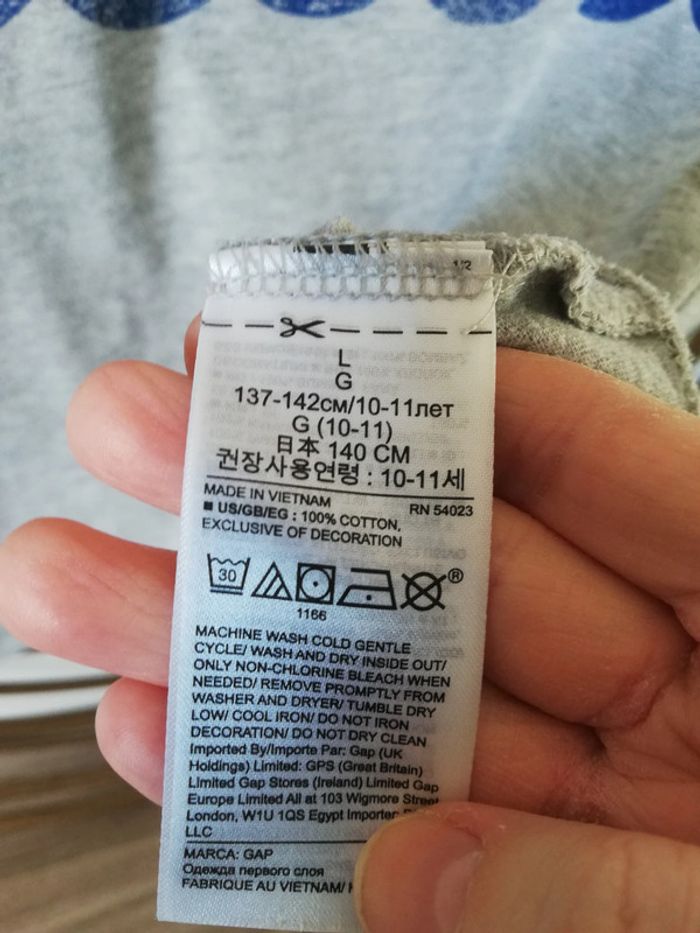 1/2
L
G
137-142см/10-11лет
G (10-11)
日本 140 CM
권장사용연령 : 10-11세
MADE IN VIETNAM RN 54023
■ US/GB/EG : 100% COTTON,
EXCLUSIVE OF DECORATION
30
®
1166
MACHINE WASH COLD GENTLE
CYCLE/ WASH AND DRY INSIDE OUT/
ONLY NON-CHLORINE BLEACH WHEN
NEEDED/ REMOVE PROMPTLY FROM
WASHER AND DRYER/ TUMBLE DRY
LOW/ COOL IRON/ DO NOT IRON
DECORATION/ DO NOT DRY CLEAN
Imported By/Importe Par: Gap (UK
Holdings) Limited: GPS (Great Britain)
Limited Gap Stores (Ireland) Limited Gap
Europe Limited All at 103 Wigmore Street
London, W1U 1QS Egypt Importer
LLC
MARCA: GAP
Одежда первого слоя
FABRIQUE AU VIETNAM/